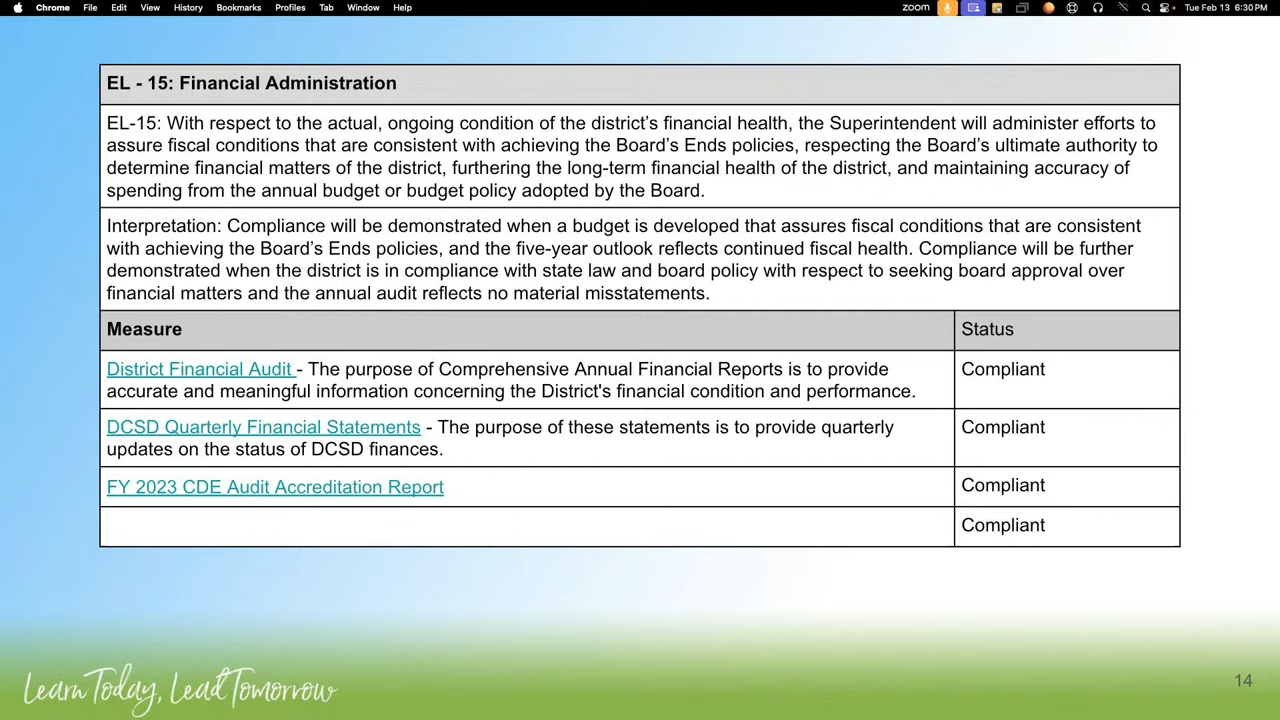 Chrome File Edit View History Bookmarks Profiles Tab Window Help zoom Tue Feb 13 6:30 PM
EL - 15: Financial Administration
EL-15: With respect to the actual, ongoing condition of the district's financial health, the Superintendent will administer efforts to
assure fiscal conditions that are consistent with achieving the Board's Ends policies, respecting the Board's ultimate authority to
determine financial matters of the district, furthering the long-term financial health of the district, and maintaining accuracy of
spending from the annual budget or budget policy adopted by the Board.
Interpretation: Compliance will be demonstrated when a budget is developed that assures fiscal conditions that are consistent
with achieving the Board's Ends policies, and the five-year outlook reflects continued fiscal health. Compliance will be further
demonstrated when the district is in compliance with state law and board policy with respect to seeking board approval over
financial matters and the annual audit reflects no material misstatements.
Measure Status
District Financial Audit - The purpose of Comprehensive Annual Financial Reports is to provide Compliant
accurate and meaningful information concerning the District's financial condition and performance.
DCSD Quarterly Financial Statements - The purpose of these statements is to provide quarterly Compliant
updates on the status of DCSD finances.
FY 2023 CDE Audit Accreditation Report Compliant
Compliant
Learn Today, Lead Tomorrow
14